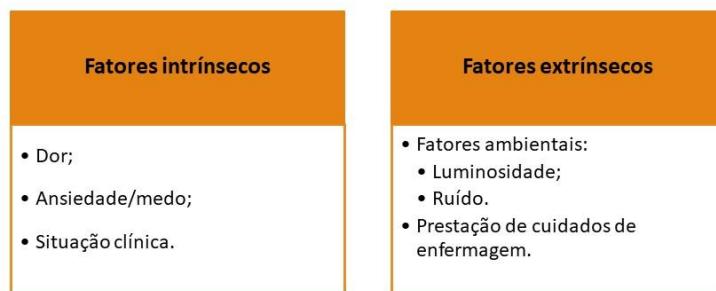 Fatores intrínsecos
• Dor;
• Ansiedade/medo;
• Situação clínica.
Fatores extrínsecos
• Fatores ambientais:
• Luminosidade;
• Ruído.
• Prestação de cuidados de
enfermagem.